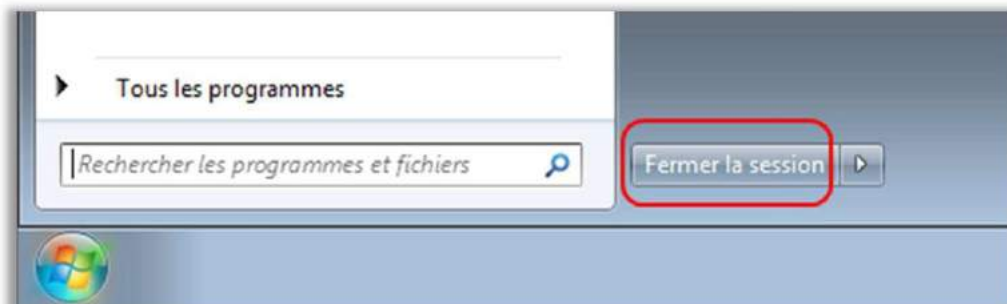 Tous les programmes
Rechercher les programmes et fichiers
Fermer la session